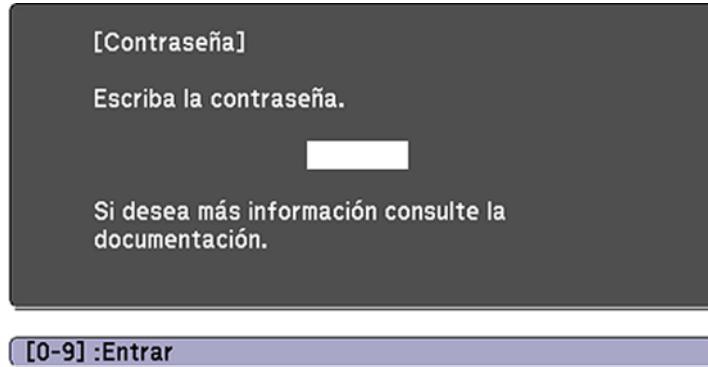 [Contraseña]
Escriba la contraseña.
Si desea más información consulte la
documentación.
[0-9] :Entrar